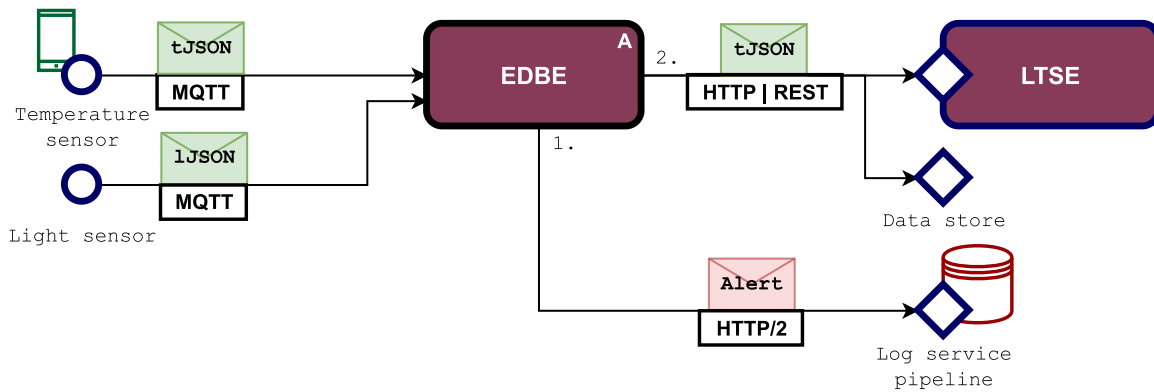 tJSON
MQTT
Temperature
sensor
lJSON
MQTT
Light sensor
A
EDBE
1.
2.
tJSON
HTTP | REST
LTSE
Data store
Alert
HTTP/2
Log service
pipeline